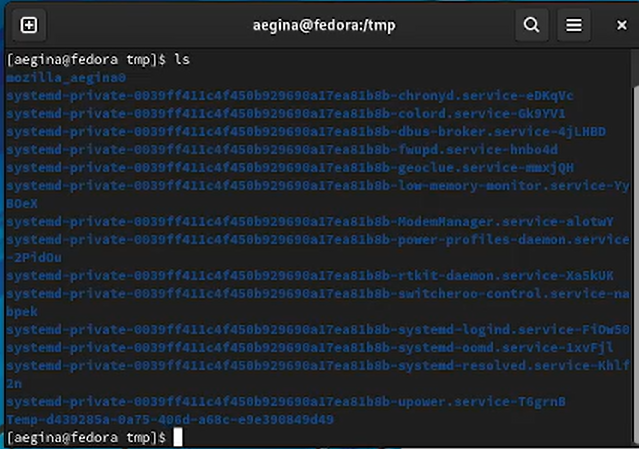 aegina@fedora:/tmp
[aegina@fedora tmp]$ ls
mozilla_aegina0
systemd-private-0039ff411c4f450b929690a17ea81b8b-chronyd.service-eDKqVc
systemd-private-0039ff411c4f450b929690a17ea81b8b-colord.service-Gk9YV1
systemd-private-0039ff411c4f450b929690a17ea81b8b-dbus-broker.service-4jLHBD
systemd-private-0039ff411c4f450b929690a17ea81b8b-fwupd.service-hnbo4d
systemd-private-0039ff411c4f450b929690a17ea81b8b-geoclue.service-mmxjQH
systemd-private-0039ff411c4f450b929690a17ea81b8b-low-memory-monitor.service-Yy
BOeX
systemd-private-0039ff411c4f450b929690a17ea81b8b-ModemManager.service-alotwY
systemd-private-0039ff411c4f450b929690a17ea81b8b-power-profiles-daemon.service
-2PidOu
systemd-private-0039ff411c4f450b929690a17ea81b8b-rtkit-daemon.service-Xa5kUK
systemd-private-0039ff411c4f450b929690a17ea81b8b-switcheroo-control.service-na
bpek
systemd-private-0039ff411c4f450b929690a17ea81b8b-systemd-logind.service-FiOw50
systemd-private-0039ff411c4f450b929690a17ea81b8b-systemd-oomd.service-1xvFjl
systemd-private-0039ff411c4f450b929690a17ea81b8b-systemd-resolved.service-Khlf
2n
systemd-private-0039ff411c4f450b929690a17ea81b8b-upower.service-T6grnB
Temp-d439285a-0a75-406d-a68c-e9e390849d49
[aegina@fedora tmp]$